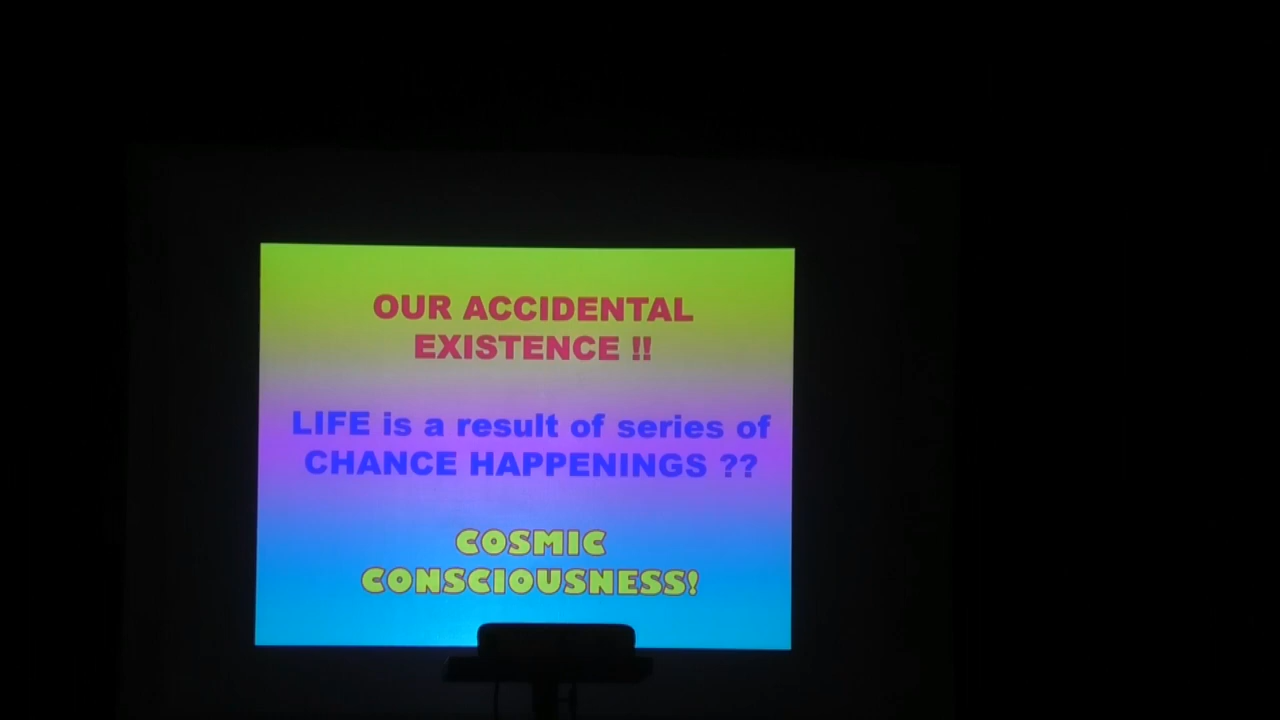 OUR ACCIDENTAL
EXISTENCE !!
LIFE is a result of series of
CHANCE HAPPENINGS ??
COSMIC
CONSCIOUSNESS!